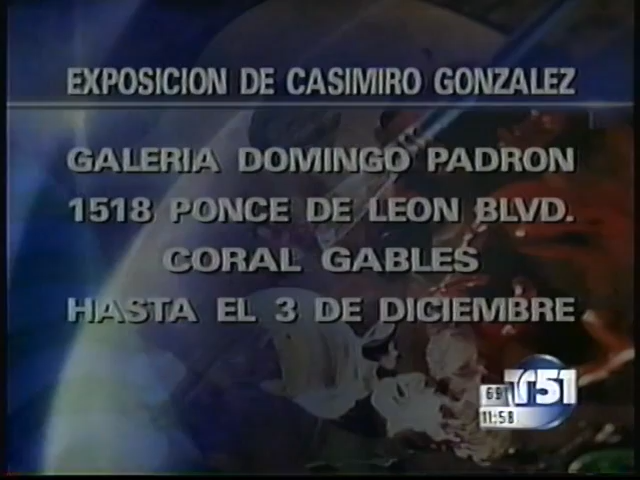 EXPOSICION DE CASIMIRO GONZALEZ
GALERIA DOMINGO PADRON
1518 PONCE DE LEON BLVD.
CORAL GABLES
HASTA EL 3 DE DICIEMBRE
69
T51
11:58